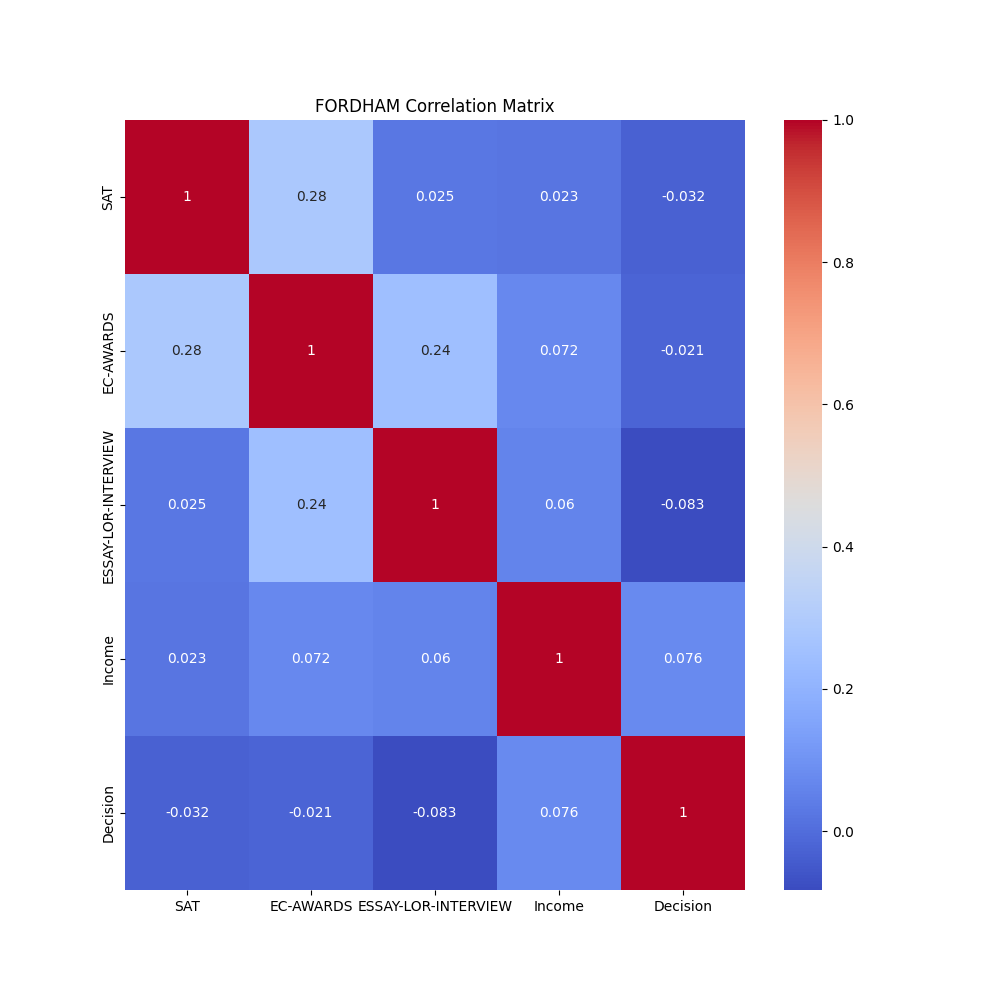 FORDHAM Correlation Matrix
SAT
1
0.28
0.025
0.023
-0.032
EC-AWARDS
0.28
1
0.24
0.072
-0.021
ESSAY-LOR-INTERVIEW
0.025
0.24
1
0.06
-0.083
Income
0.023
0.072
0.06
1
0.076
Decision
-0.032
-0.021
-0.083
0.076
1
SAT
EC-AWARDS
ESSAY-LOR-INTERVIEW
Income
Decision
1.0
0.8
0.6
0.4
0.2
0.0